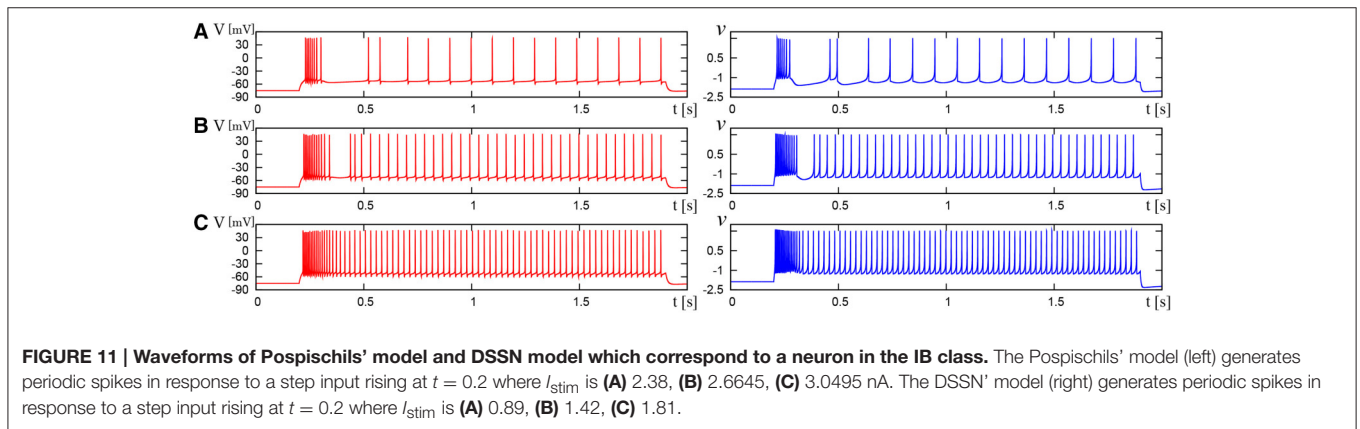 A V [mV] v
30
0
-30
-60
-90
0.5
-1
-2.5
0 0.5 1 1.5 t [s]
0 0.5 1 1.5 t [s]
B V [mV] v
30
0
-30
-60
-90
0.5
-1
-2.5
0 0.5 1 1.5 t [s]
0 0.5 1 1.5 t [s]
C V [mV] v
30
0
-30
-60
-90
0.5
-1
-2.5
0 0.5 1 1.5 t [s]
0 0.5 1 1.5 t [s]
FIGURE 11 | Waveforms of Pospischils' model and DSSN model which correspond to a neuron in the IB class. The Pospischils' model (left) generates
periodic spikes in response to a step input rising at t = 0.2 where Istim is (A) 2.38, (B) 2.6645, (C) 3.0495 nA. The DSSN' model (right) generates periodic spikes in
response to a step input rising at t = 0.2 where Istim is (A) 0.89, (B) 1.42, (C) 1.81.